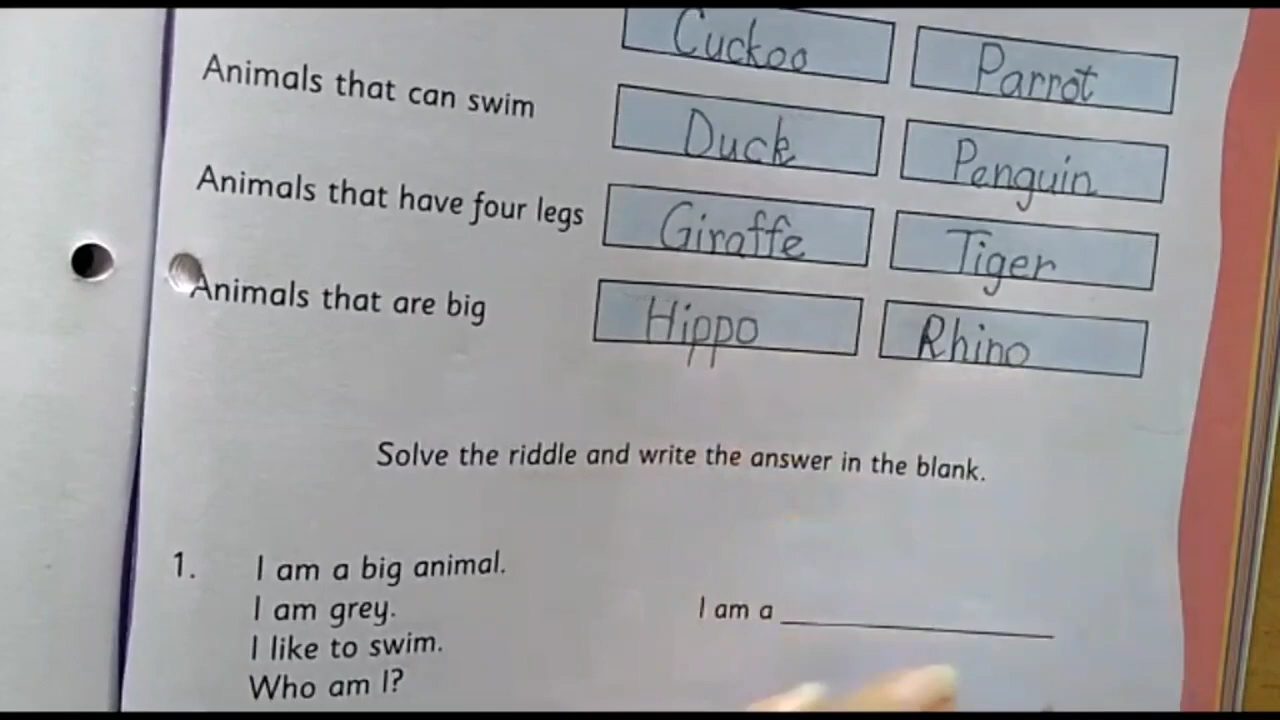 Cuckoo Parrot
Animals that can swim Duck Penguin
Animals that have four legs Giraffe Tiger
Animals that are big Hippo Rhino
Solve the riddle and write the answer in the blank.
1. I am a big animal.
I am grey. I am a
I like to swim.
Who am I?